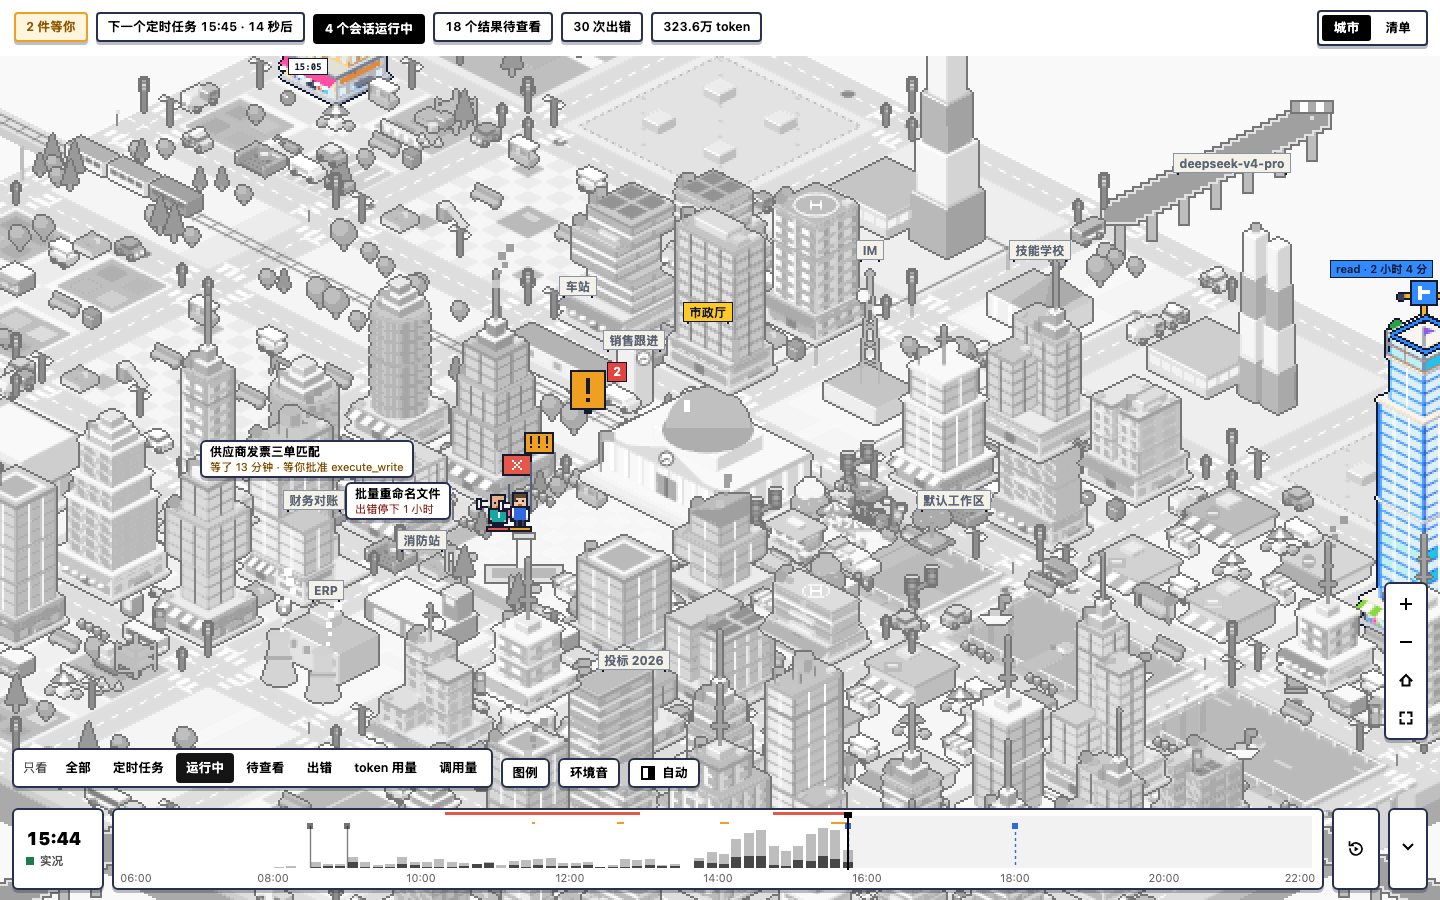 2 件等你
下一个定时任务 15:45 · 14 秒后
4 个会话运行中
18 个结果待查看
30 次出错
323.6万 token
城市
清单
15:05
deepseek-v4-pro
IM
技能学校
read · 2 小时 4 分
车站
市政厅
销售跟进
2
!
!!!
供应商发票三单匹配
等了 13 分钟 · 等你批准 execute_write
财务对账
批量重命名文件
出错停下 1 小时
默认工作区
消防站
ERP
投标 2026
只看
全部
定时任务
运行中
待查看
出错
token 用量
调用量
图例
环境音
自动
15:44
实况
06:00
08:00
10:00
12:00
14:00
16:00
18:00
20:00
22:00